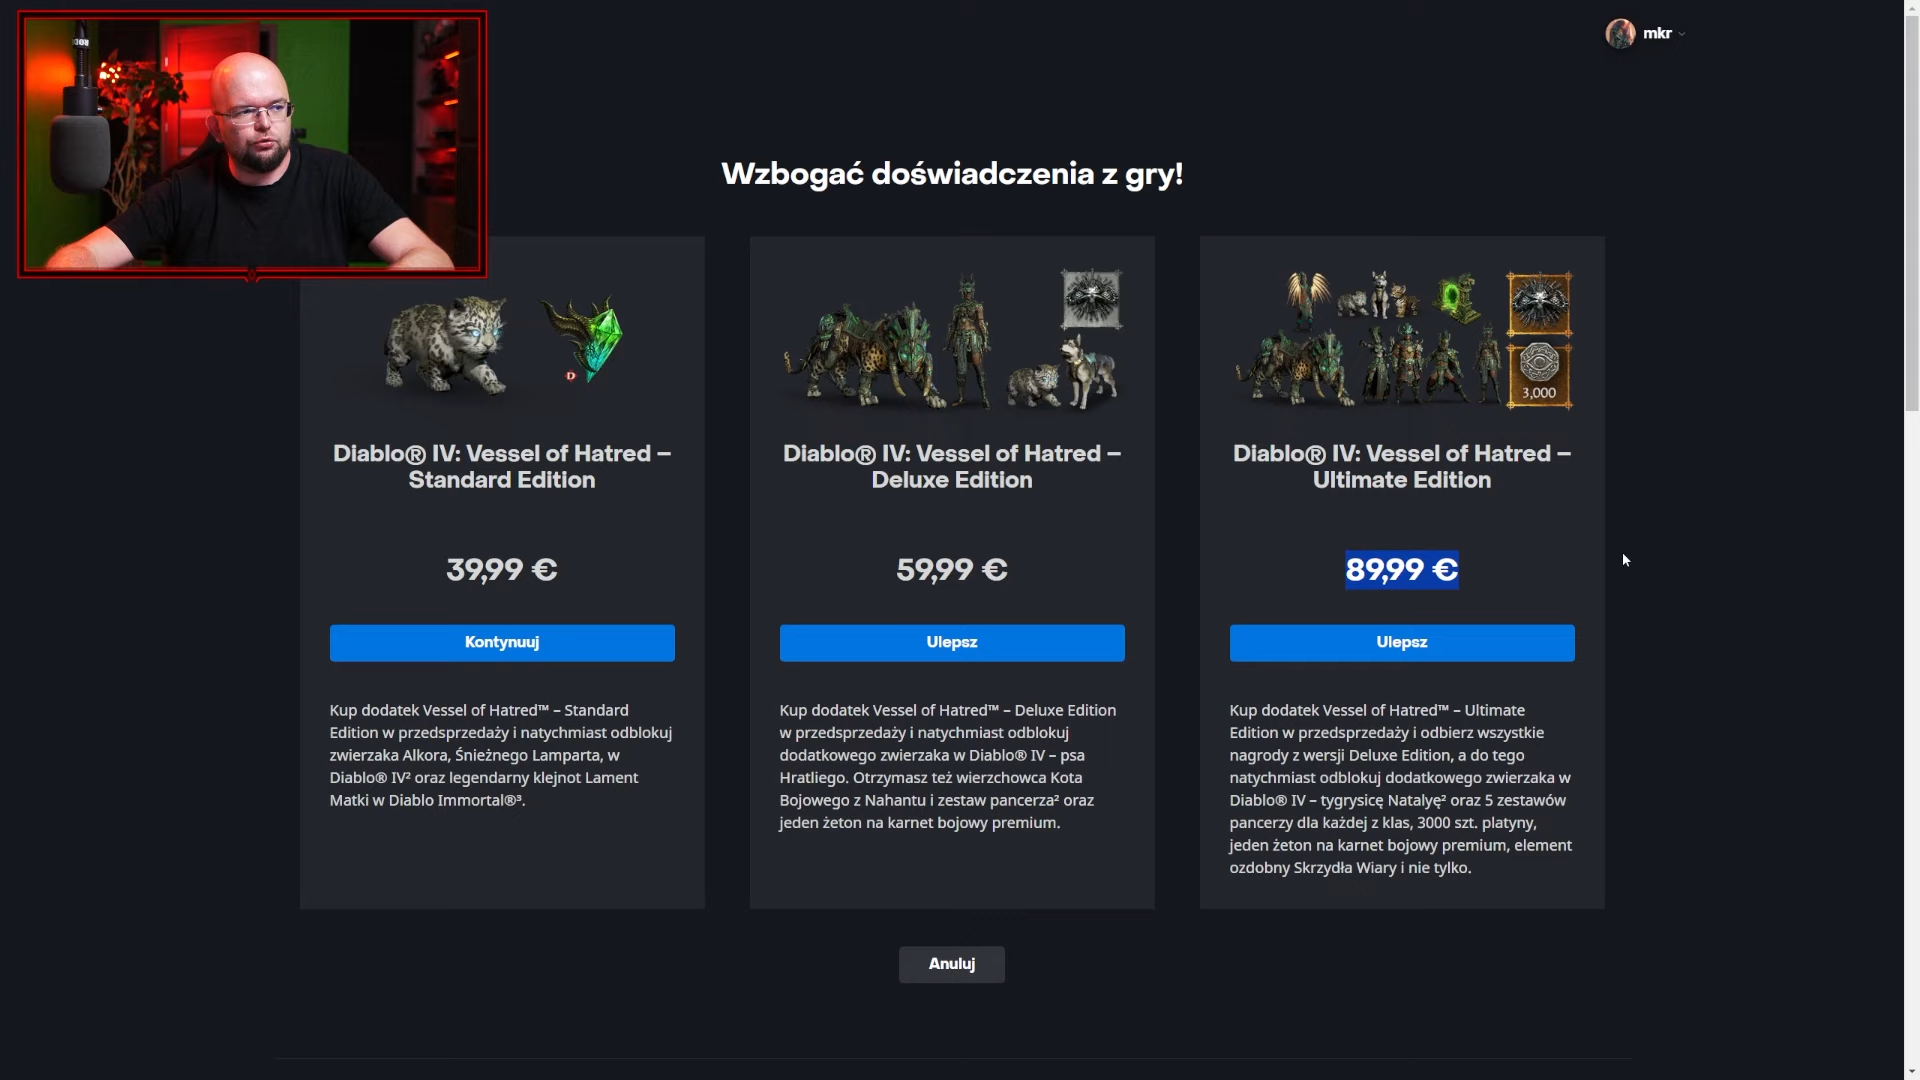 mkr
Wzbogać doświadczenia z gry!
Diablo® IV: Vessel of Hatred –
Standard Edition
39,99 €
Kontynuuj
Kup dodatek Vessel of Hatred™ – Standard
Edition w przedsprzedaży i natychmiast odblokuj
zwierzaka Alkora, Śnieżnego Lamparta, w
Diablo® IV² oraz legendarny klejnot Lament
Matki w Diablo Immortal®³.
Diablo® IV: Vessel of Hatred –
Deluxe Edition
59,99 €
Ulepsz
Kup dodatek Vessel of Hatred™ – Deluxe Edition
w przedsprzedaży i natychmiast odblokuj
dodatkowego zwierzaka w Diablo® IV – psa
Hratliego. Otrzymasz też wierzchowca Kota
Bojowego z Nahantu i zestaw pancerza² oraz
jeden żeton na karnet bojowy premium.
3,000
Diablo® IV: Vessel of Hatred –
Ultimate Edition
89,99 €
Ulepsz
Kup dodatek Vessel of Hatred™ – Ultimate
Edition w przedsprzedaży i odbierz wszystkie
nagrody z wersji Deluxe Edition, a do tego
natychmiast odblokuj dodatkowego zwierzaka w
Diablo® IV – tygrysicę Natalyę² oraz 5 zestawów
pancerzy dla każdej z klas, 3000 szt. platyny,
jeden żeton na karnet bojowy premium, element
ozdobny Skrzydła Wiary i nie tylko.
Anuluj